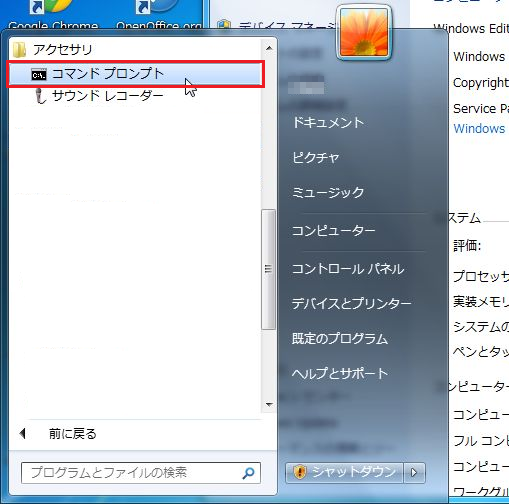 Google Chrome
OpenOffice.org
デバイス マネージ
Windows Edit
Windows
Copyright
Service Pa
Windows
アクセサリ
コマンド プロンプト
サウンド レコーダー
前に戻る
プログラムとファイルの検索
ドキュメント
ピクチャ
ミュージック
コンピューター
コントロール パネル
デバイスとプリンター
既定のプログラム
ヘルプとサポート
シャットダウン
ステム
評価:
プロセッサ
実装メモリ
システムの
ペンとタッ
コンピューター
コンピュー
フル コンピ
コンピュー
ワークグル